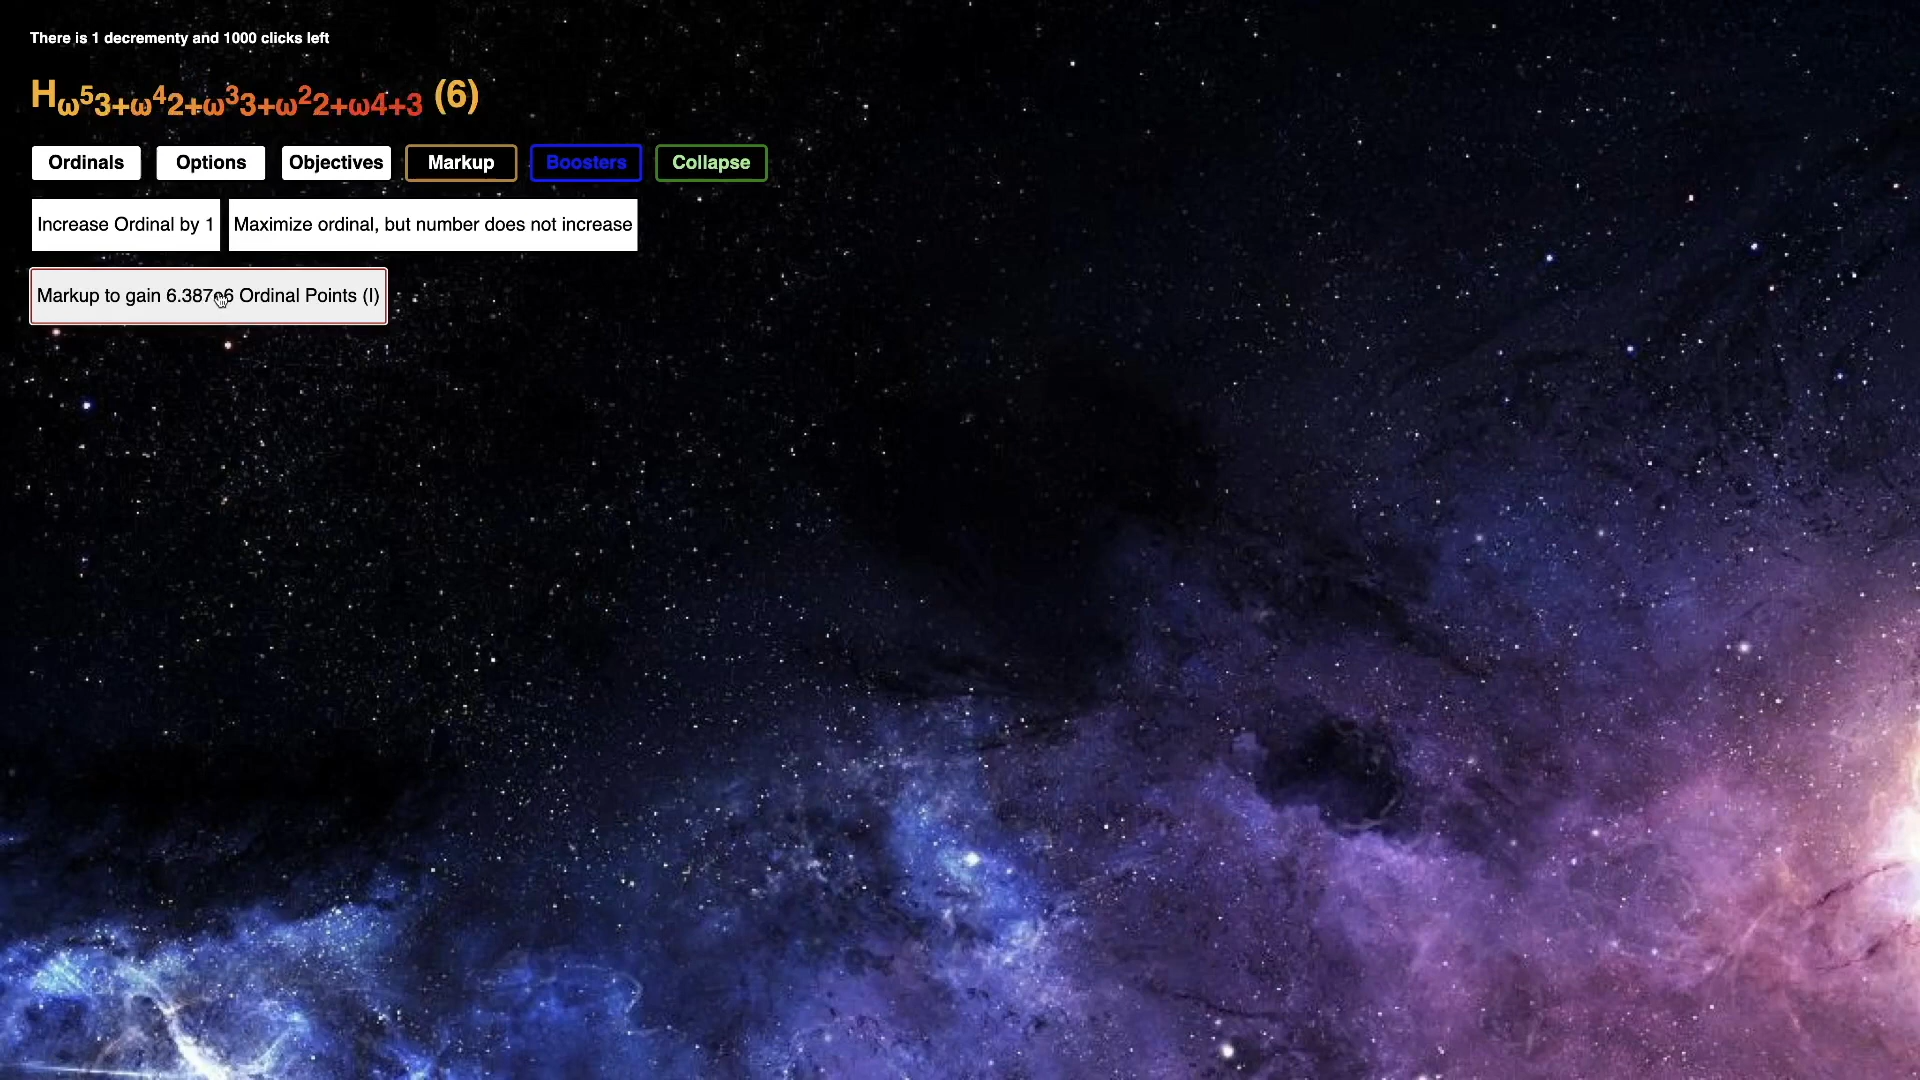 There is 1 decrementy and 1000 clicks left
Hω⁵3+ω⁴2+ω³3+ω²2+ω4+3 (6)
Ordinals Options Objectives Markup Boosters Collapse
Increase Ordinal by 1 Maximize ordinal, but number does not increase
Markup to gain 6.387e6 Ordinal Points (I)